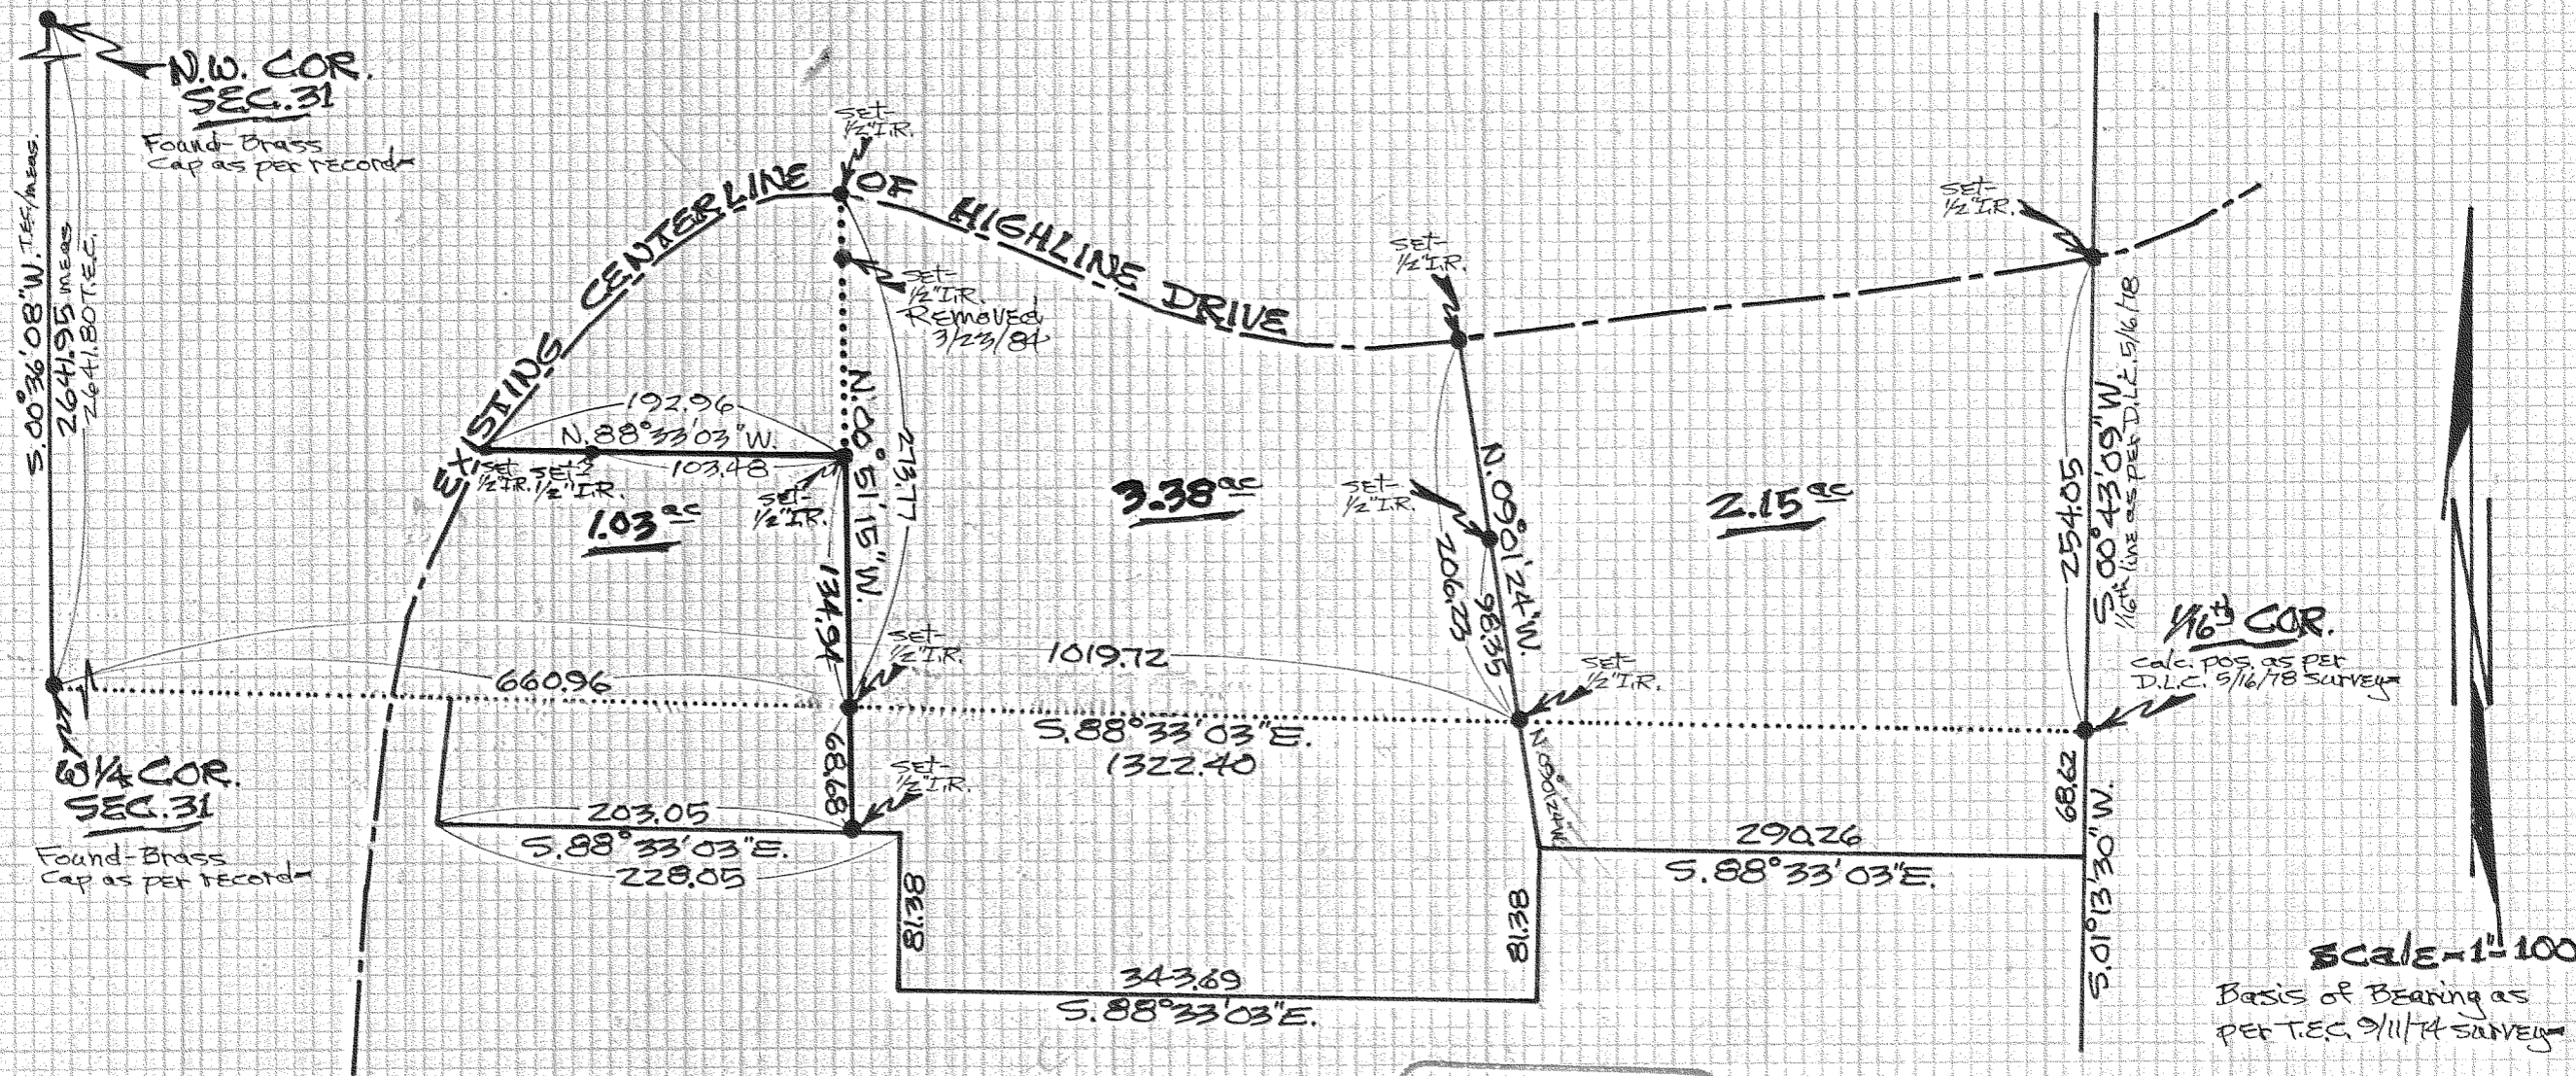 N.W. COR.
SEC. 31
Found-Brass
Cap as per record-
S.0.0°36'08"W. T.E.C./meas.
2641.95 meas
2641.80 T.E.C.
set-
1/2" I.R.
EXISTING CENTERLINE OF HIGHLINE DRIVE
set-
1/2" I.R.
Removed
3/23/84
set-
1/2" I.R.
set-
1/2" I.R.
192.96
N. 88°33'03" W.
103.48
set
1/2" I.R.
set
1/2" I.R.
set-
1/2" I.R.
1.03 ac
N. 00° 51' 15" W.
273.77
134.94
3.38 ac
set-
1/2" I.R.
N. 09°01'24" W.
206.23
98.35
2.15 ac
254.05
S. 00°43'09" W.
1/16th line as per D.L.C. 5/16/78
1/16th COR.
calc. pos. as per
D.L.C. 5/16/78 survey-
set-
1/2" I.R.
660.96
1019.72
set-
1/2" I.R.
S. 88°33'03" E.
1322.40
W 1/4 COR.
SEC. 31
Found-Brass
Cap as per record-
68.68
set-
1/2" I.R.
203.05
S. 88°33'03" E.
228.05
N. 09°01'24" W.
290.26
S. 88°33'03" E.
68.62
S. 01°13'30" W.
81.38
81.38
343.69
S. 88°33'03" E.
Scale-1"-100
Basis of Bearing as
per T.E.C. 9/11/74 survey-